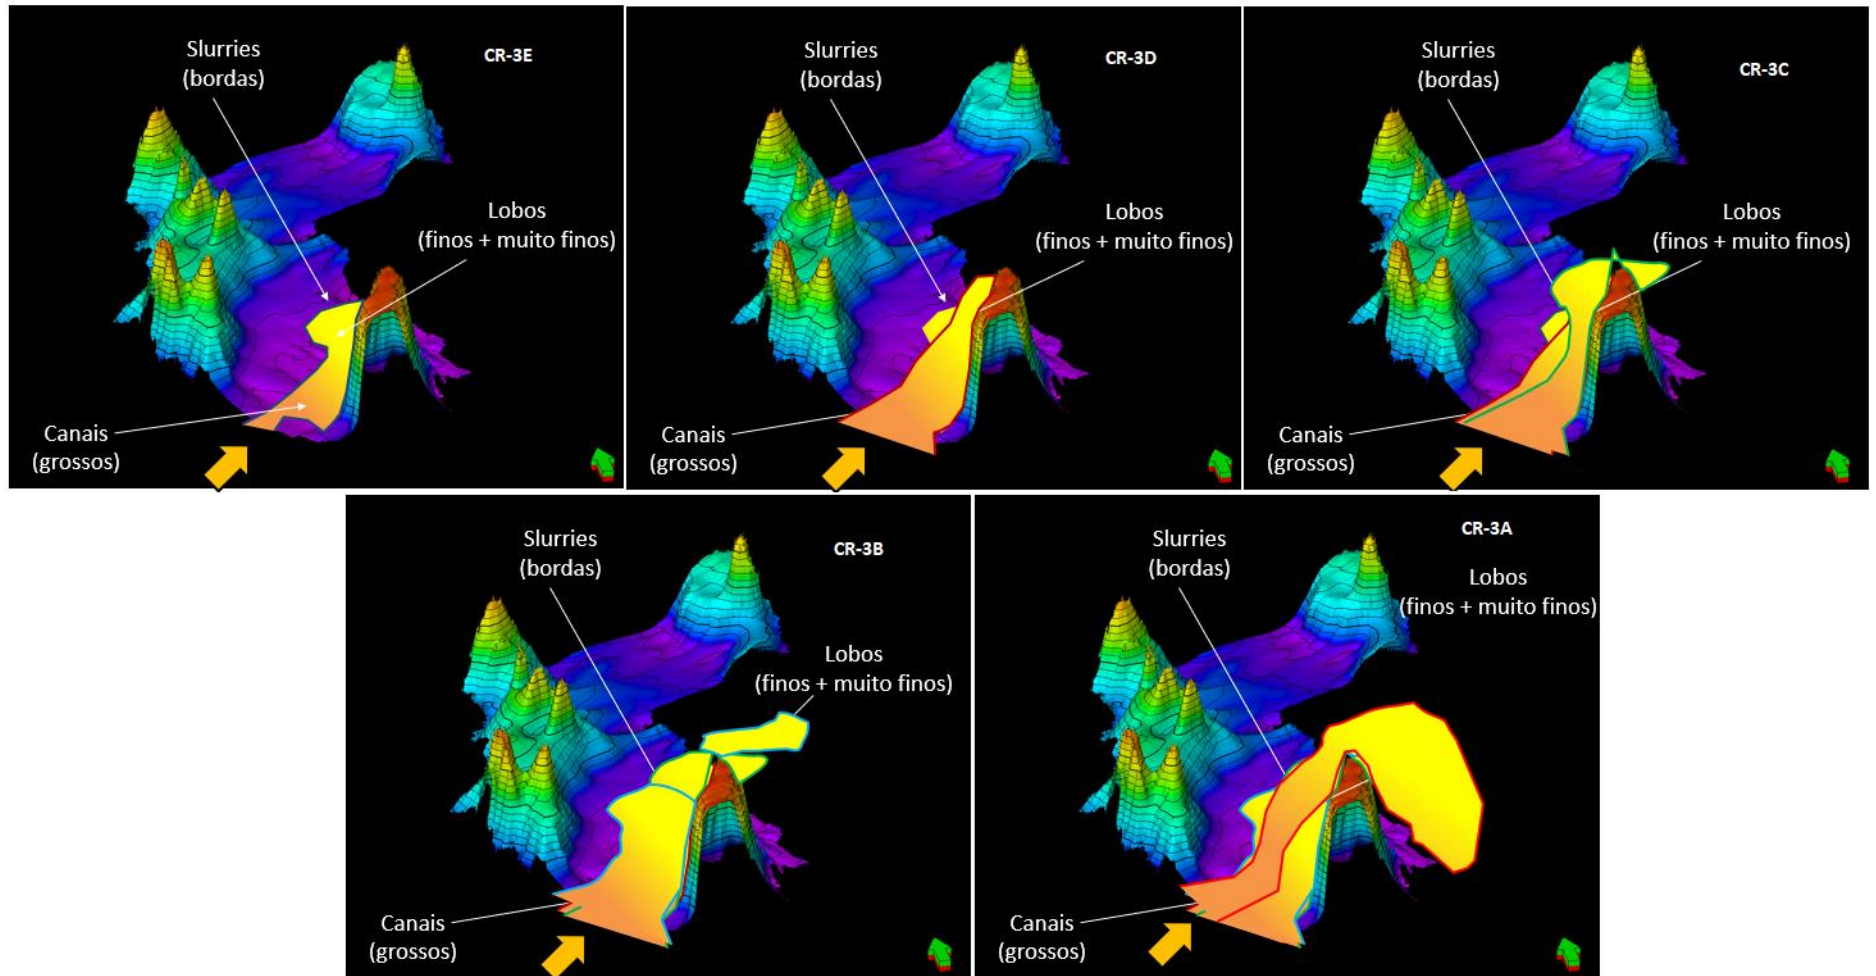 Slurries
(bordas)
CR-3E
Lobos
(finos + muito finos)
Canais
(grossos)
Slurries
(bordas)
CR-3D
Lobos
(finos + muito finos)
Canais
(grossos)
Slurries
(bordas)
CR-3C
Lobos
(finos + muito finos)
Canais
(grossos)
Slurries
(bordas)
CR-3B
Lobos
(finos + muito finos)
Canais
(grossos)
CR-3A
Slurries
(bordas)
Lobos
(finos + muito finos)
Canais
(grossos)